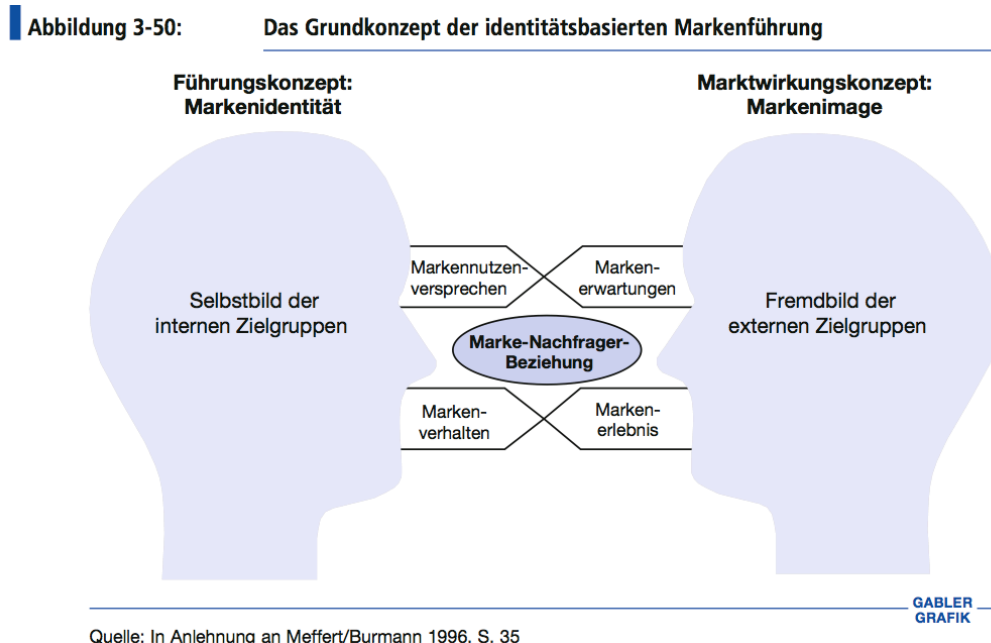 Abbildung 3-50: Das Grundkonzept der identitätsbasierten Markenführung
Führungskonzept:
Markenidentität
Marktwirkungskonzept:
Markenimage
Selbstbild der
internen Zielgruppen
Markennutzen-
versprechen
Marken-
erwartungen
Marke-Nachfrager-
Beziehung
Marken-
verhalten
Marken-
erlebnis
Fremdbild der
externen Zielgruppen
GABLER
GRAFIK
Quelle: In Anlehnung an Meffert/Burmann 1996, S. 35